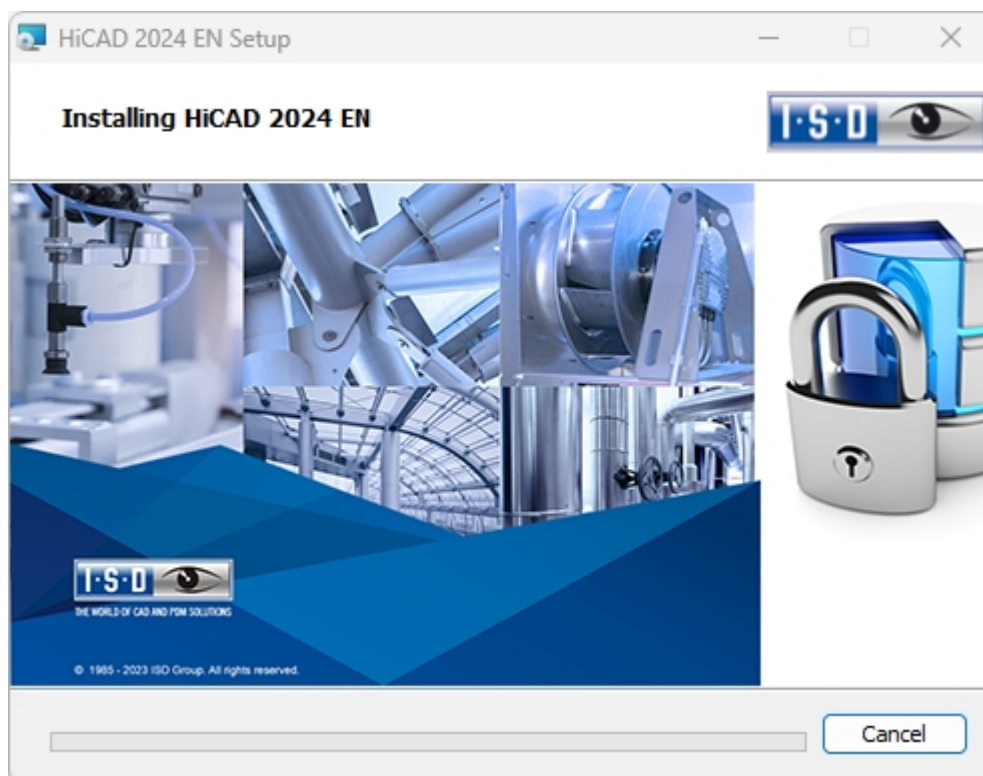 HiCAD 2024 EN Setup
Installing HiCAD 2024 EN
I·S·D
I·S·D
THE WORLD OF CAD AND PDM SOLUTIONS
© 1985 - 2023 ISD Group. All rights reserved.
Cancel